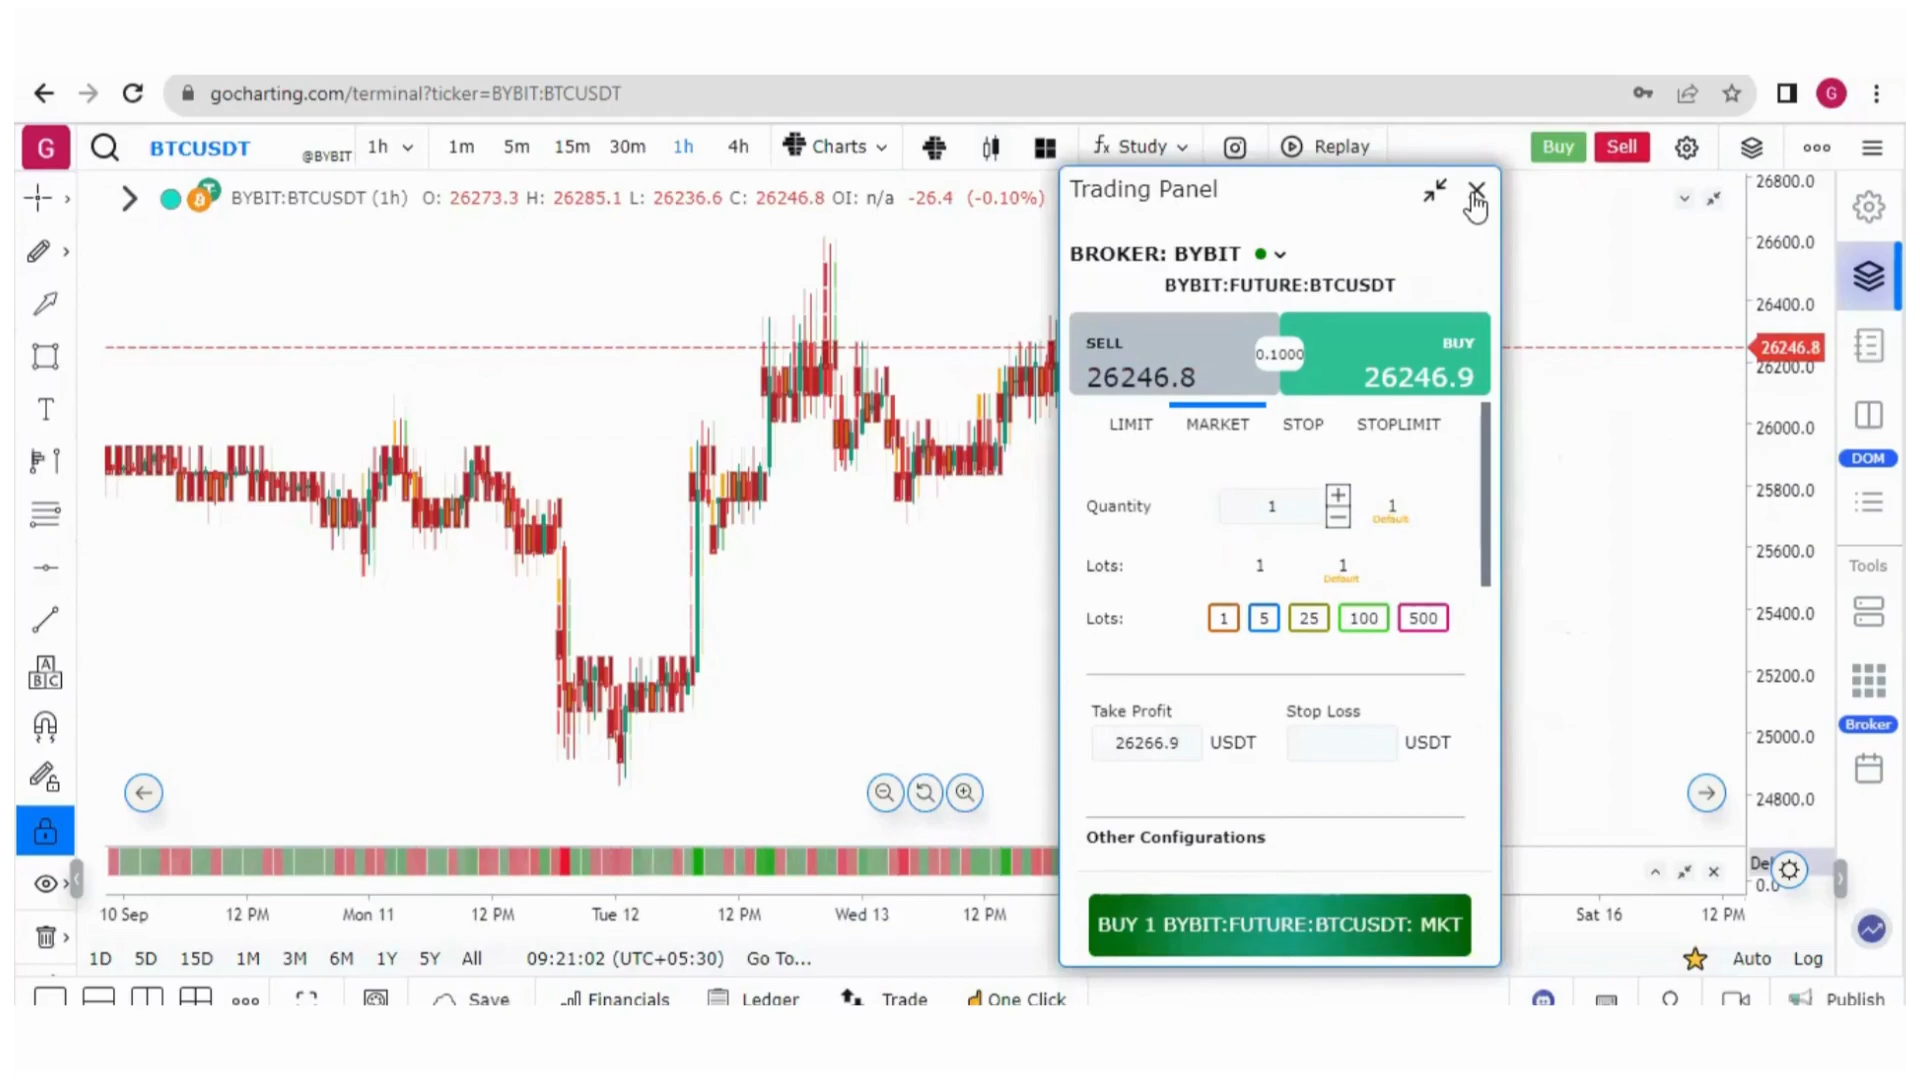 gocharting.com/terminal?ticker=BYBIT:BTCUSDT
G
G BTCUSDT @BYBIT 1h 1m 5m 15m 30m 1h 4h Charts fx Study Replay Buy Sell
BYBIT:BTCUSDT (1h) O: 26273.3 H: 26285.1 L: 26236.6 C: 26246.8 OI: n/a -26.4 (-0.10%)
Trading Panel
BROKER: BYBIT
BYBIT:FUTURE:BTCUSDT
SELL
26246.8
0.1000
BUY
26246.9
LIMIT MARKET STOP STOPLIMIT
Quantity 1 + − 1
Default
Lots: 1 1
Default
Lots: 1 5 25 100 500
Take Profit Stop Loss
26266.9 USDT USDT
Other Configurations
BUY 1 BYBIT:FUTURE:BTCUSDT: MKT
26800.0
26600.0
26400.0
26246.8
26200.0
26000.0
25800.0
25600.0
25400.0
25200.0
25000.0
24800.0
Del
0.0
DOM
Tools
Broker
T
A
B C
10 Sep 12 PM Mon 11 12 PM Tue 12 12 PM Wed 13 12 PM Sat 16 12 PM
1D 5D 15D 1M 3M 6M 1Y 5Y All 09:21:02 (UTC+05:30) Go To... Auto Log
Save Financials Ledger Trade One Click Publish